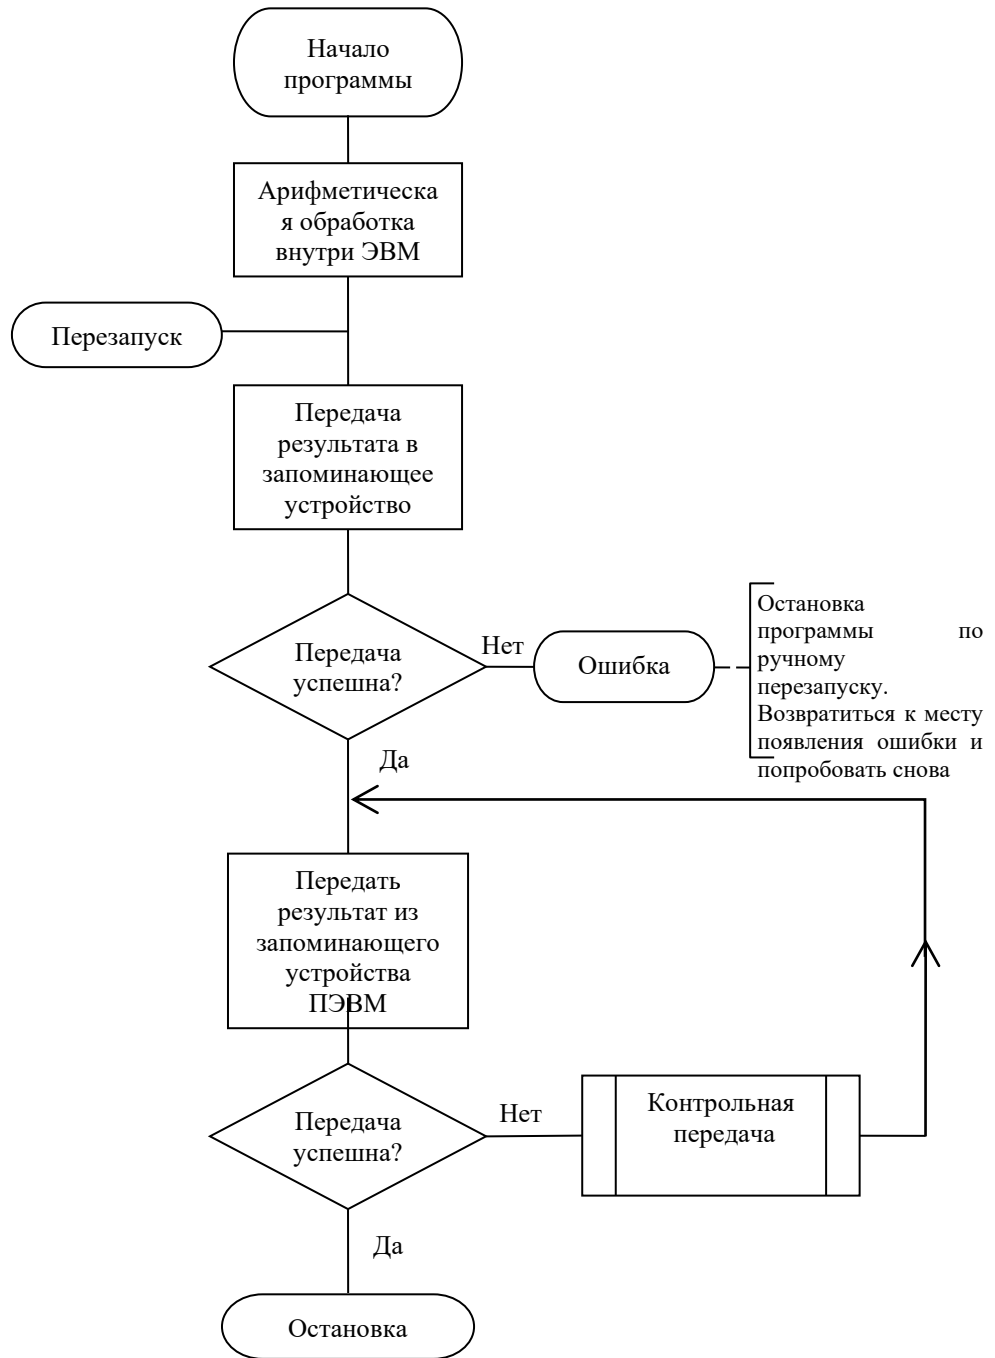 Начало
программы
Арифметическа
я обработка
внутри ЭВМ
Перезапуск
Передача
результата в
запоминающее
устройство
Передача
успешна?
Нет
Ошибка
Остановка
программы по
ручному
перезапуску.
Возвратиться к месту
появления ошибки и
попробовать снова
Да
Передать
результат из
запоминающего
устройства
ПЭВМ
Передача
успешна?
Нет
Контрольная
передача
Да
Остановка